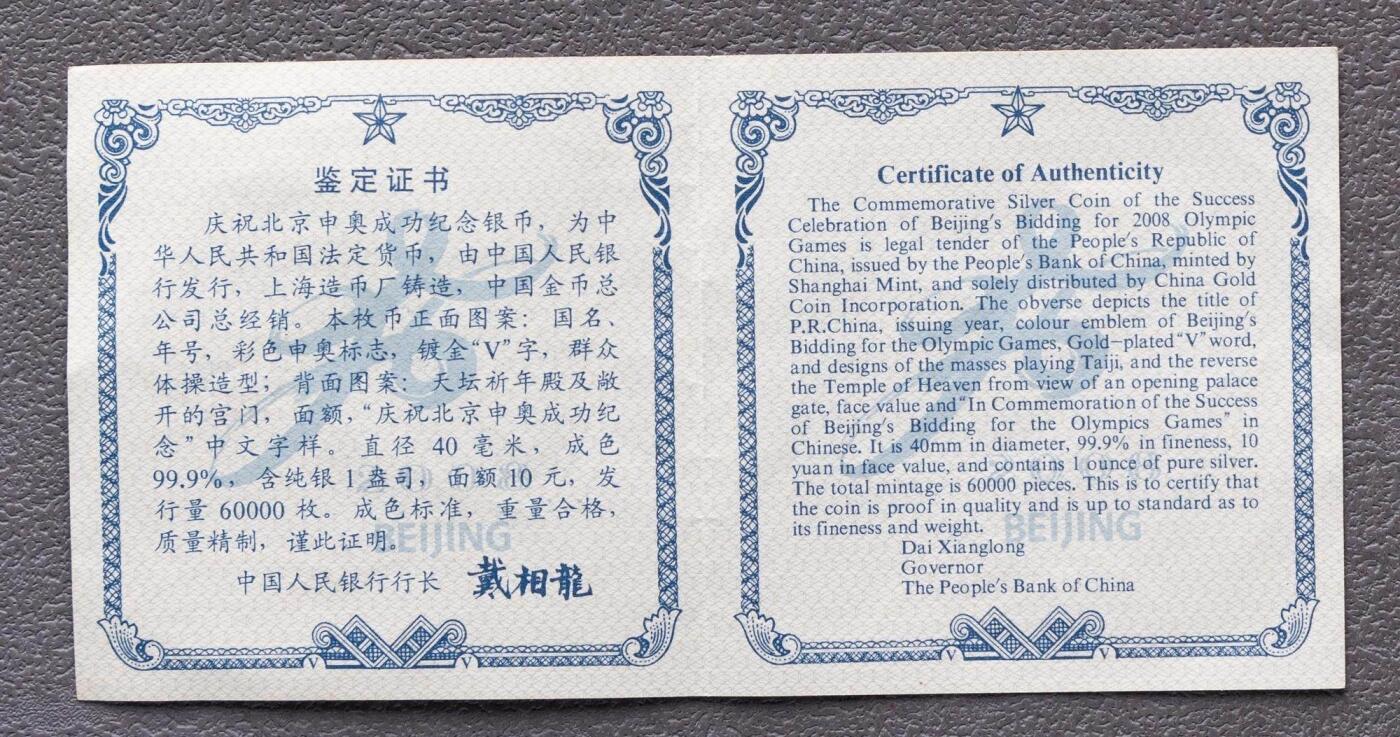 鉴定证书
庆祝北京申奥成功纪念银币，为中
华人民共和国法定货币，由中国人民银
行发行，上海造币厂铸造，中国金币总
公司总经销。本枚币正面图案：国名、
年号，彩色申奥标志，镀金“V”字，群众
体操造型；背面图案：天坛祈年殿及敞
开的宫门，面额，“庆祝北京申奥成功纪
念”中文字样。直径 40 毫米，成色
99.9%，含纯银 1 盎司，面额 10 元，发
行量 60000 枚。成色标准，重量合格，
质量精制，谨此证明。
BEIJING
中国人民银行行长 戴相龍
V V
Certificate of Authenticity
The Commemorative Silver Coin of the Success
Celebration of Beijing's Bidding for 2008 Olympic
Games is legal tender of the People's Republic of
China, issued by the People's Bank of China, minted by
Shanghai Mint, and solely distributed by China Gold
Coin Incorporation. The obverse depicts the title of
P.R.China, issuing year, colour emblem of Beijing's
Bidding for the Olympic Games, Gold-plated“V”word,
and designs of the masses playing Taiji, and the reverse
the Temple of Heaven from view of an opening palace
gate, face value and“In Commemoration of the Success
of Beijing's Bidding for the Olympics Games” in
Chinese. It is 40mm in diameter, 99.9% in fineness, 10
yuan in face value, and contains 1 ounce of pure silver.
The total mintage is 60000 pieces. This is to certify that
the coin is proof in quality and is up to standard as to
its fineness and weight.
BEIJING
Dai Xianglong
Governor
The People's Bank of China
V V